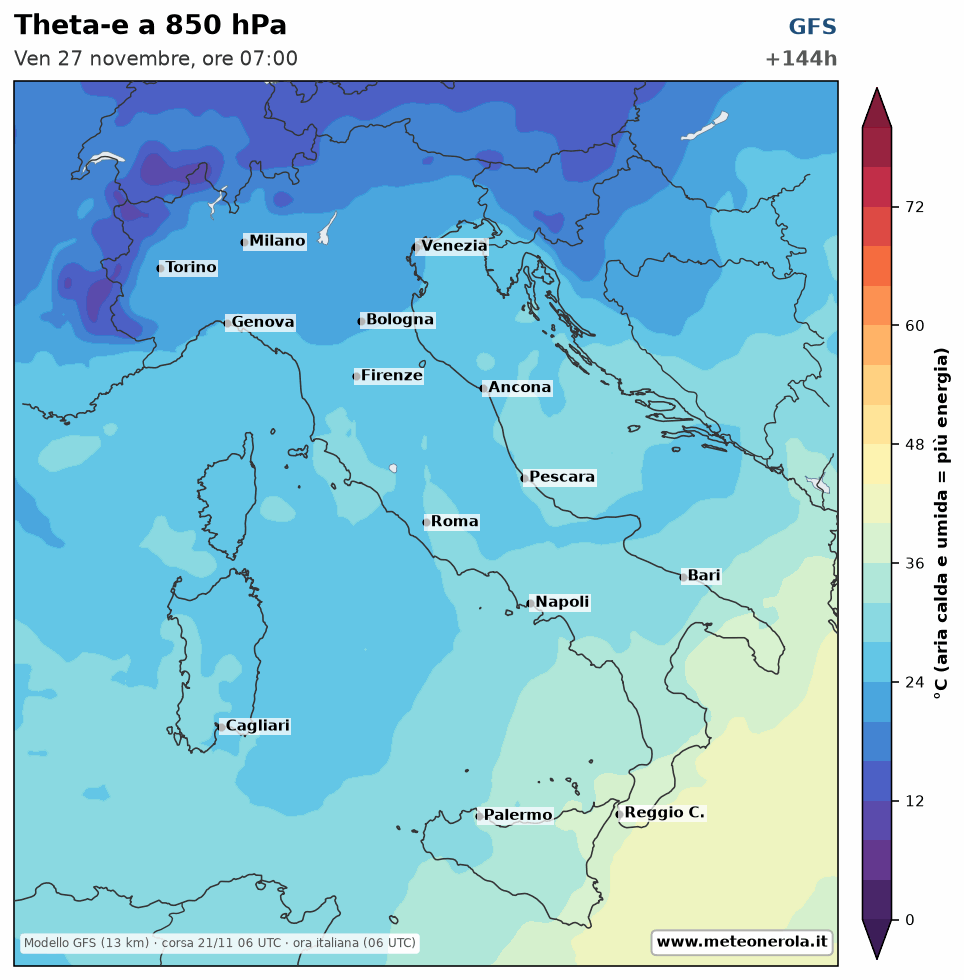 Theta-e a 850 hPa
GFS
Ven 27 novembre, ore 07:00
+144h
Milano
Venezia
Torino
Genova
Bologna
Firenze
Ancona
Pescara
Roma
Bari
Napoli
Cagliari
Palermo
Reggio C.
72
60
48
36
24
12
0
°C (aria calda e umida = più energia)
Modello GFS (13 km) · corsa 21/11 06 UTC · ora italiana (06 UTC)
www.meteonerola.it